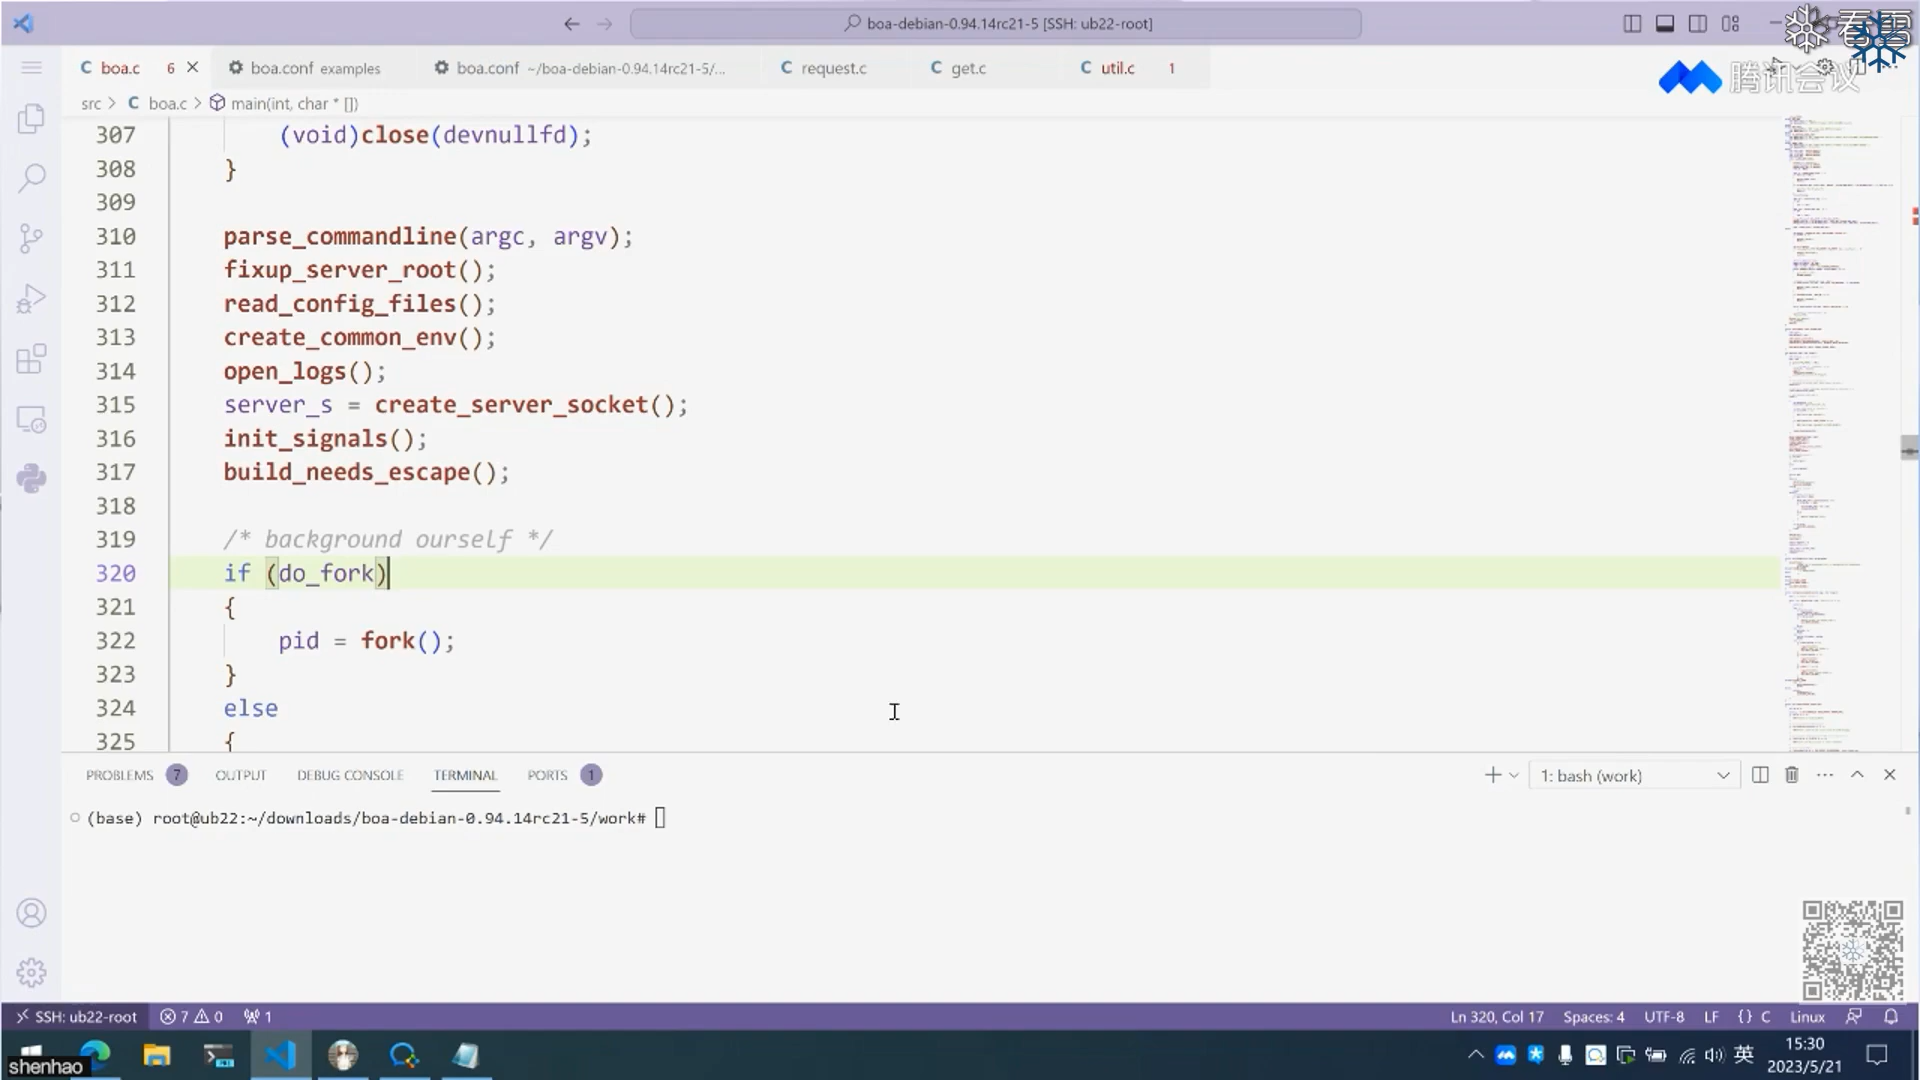 boa-debian-0.94.14rc21-5 [SSH: ub22-root]
看雪
boa.c 6
boa.conf examples
boa.conf ~/boa-debian-0.94.14rc21-5/...
request.c
get.c
util.c 1
腾讯会议
src > C boa.c > main(int, char * [])
307 (void)close(devnullfd);
308 }
309
310 parse_commandline(argc, argv);
311 fixup_server_root();
312 read_config_files();
313 create_common_env();
314 open_logs();
315 server_s = create_server_socket();
316 init_signals();
317 build_needs_escape();
318
319 /* background ourself */
320 if (do_fork)
321 {
322 pid = fork();
323 }
324 else
325 {
PROBLEMS 7 OUTPUT DEBUG CONSOLE TERMINAL PORTS 1
1: bash (work)
(base) root@ub22:~/downloads/boa-debian-0.94.14rc21-5/work#
SSH: ub22-root 7 0 1
Ln 320, Col 17 Spaces: 4 UTF-8 LF {} C Linux
shenhao
英
15:30
2023/5/21